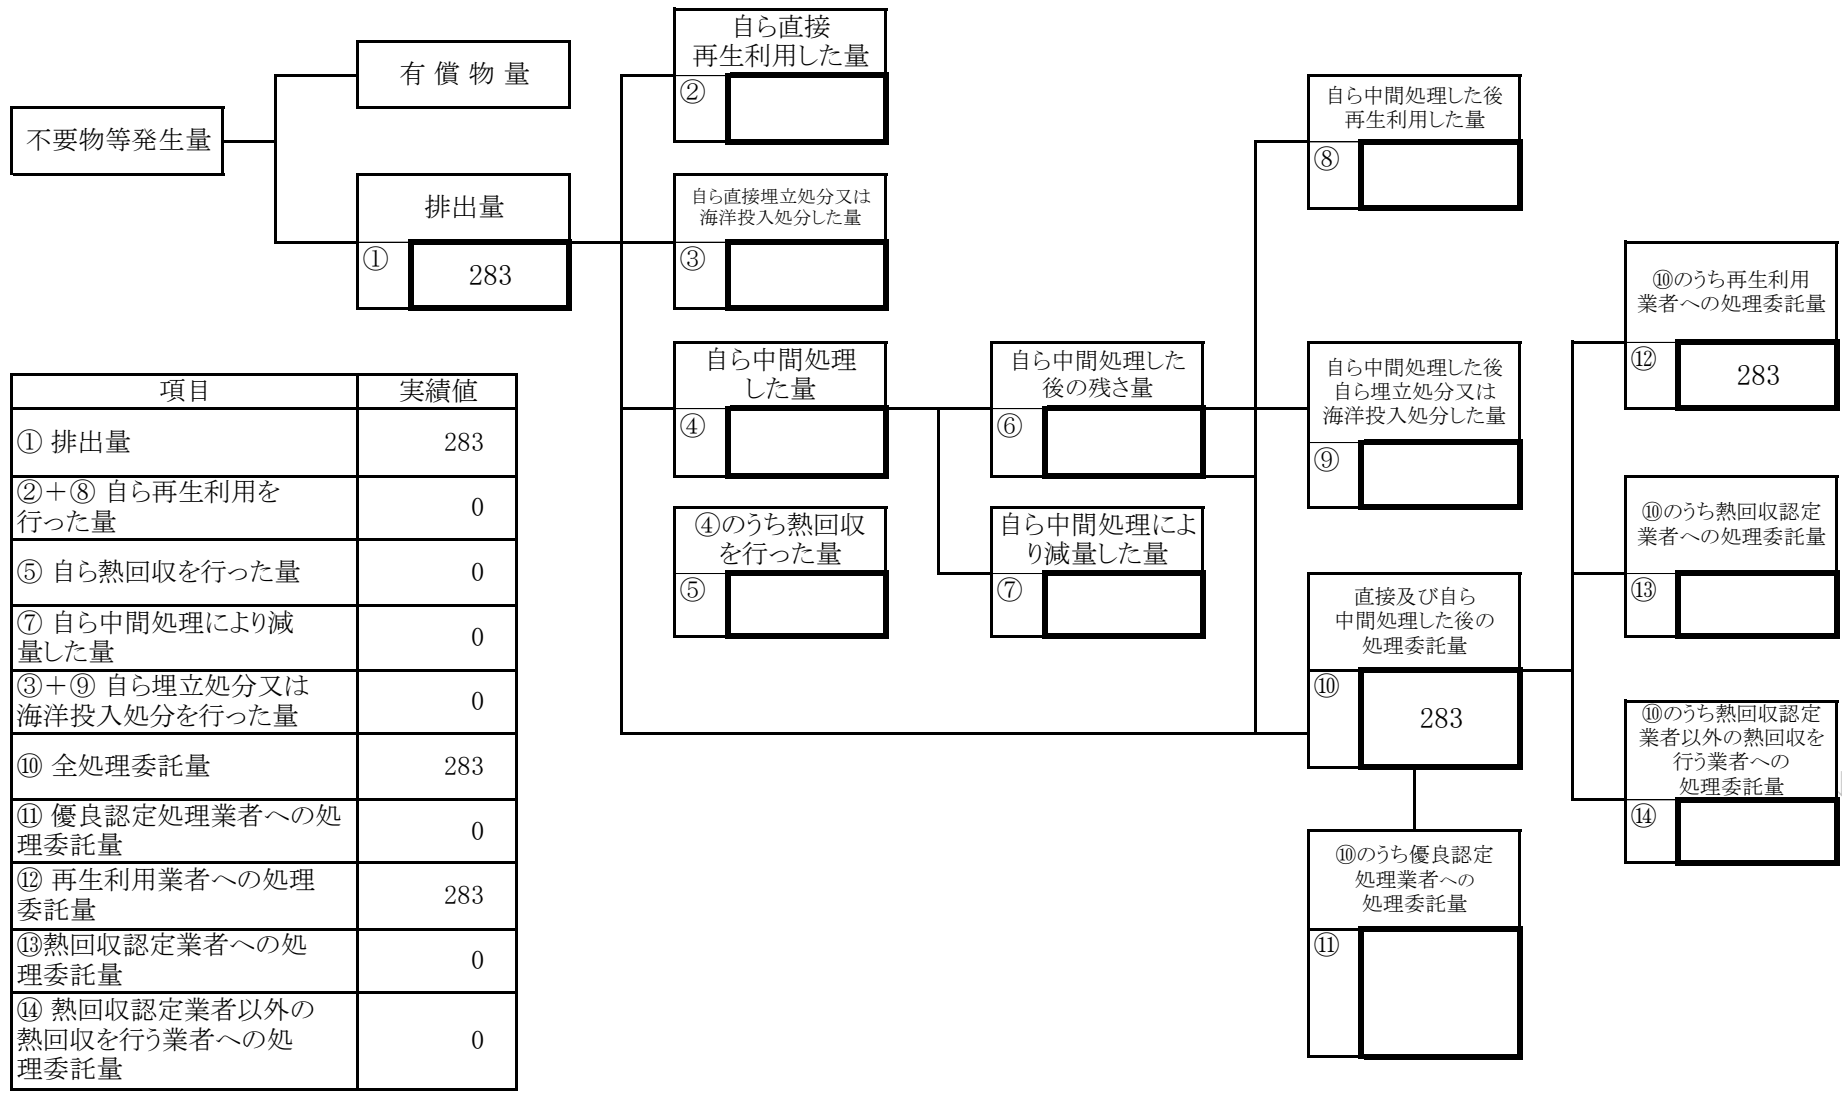 不要物等発生量
有 償 物 量
排出量
①
283
自ら直接
再生利用した量
②
自ら直接埋立処分又は
海洋投入処分した量
③
自ら中間処理
した量
④
④のうち熱回収
を行った量
⑤
自ら中間処理した
後の残さ量
⑥
自ら中間処理によ
り減量した量
⑦
自ら中間処理した後
再生利用した量
⑧
自ら中間処理した後
自ら埋立処分又は
海洋投入処分した量
⑨
直接及び自ら
中間処理した後の
処理委託量
⑩
283
⑩のうち優良認定
処理業者への
処理委託量
⑪
⑩のうち再生利用
業者への処理委託量
⑫
283
⑩のうち熱回収認定
業者への処理委託量
⑬
⑩のうち熱回収認定
業者以外の熱回収を
行う業者への
処理委託量
⑭
項目 実績値
① 排出量 283
②＋⑧ 自ら再生利用を
行った量 0
⑤ 自ら熱回収を行った量 0
⑦ 自ら中間処理により減
量した量 0
③＋⑨ 自ら埋立処分又は
海洋投入処分を行った量 0
⑩ 全処理委託量 283
⑪ 優良認定処理業者への処
理委託量 0
⑫ 再生利用業者への処理
委託量 283
⑬熱回収認定業者への処
理委託量 0
⑭ 熱回収認定業者以外の
熱回収を行う業者への処
理委託量 0